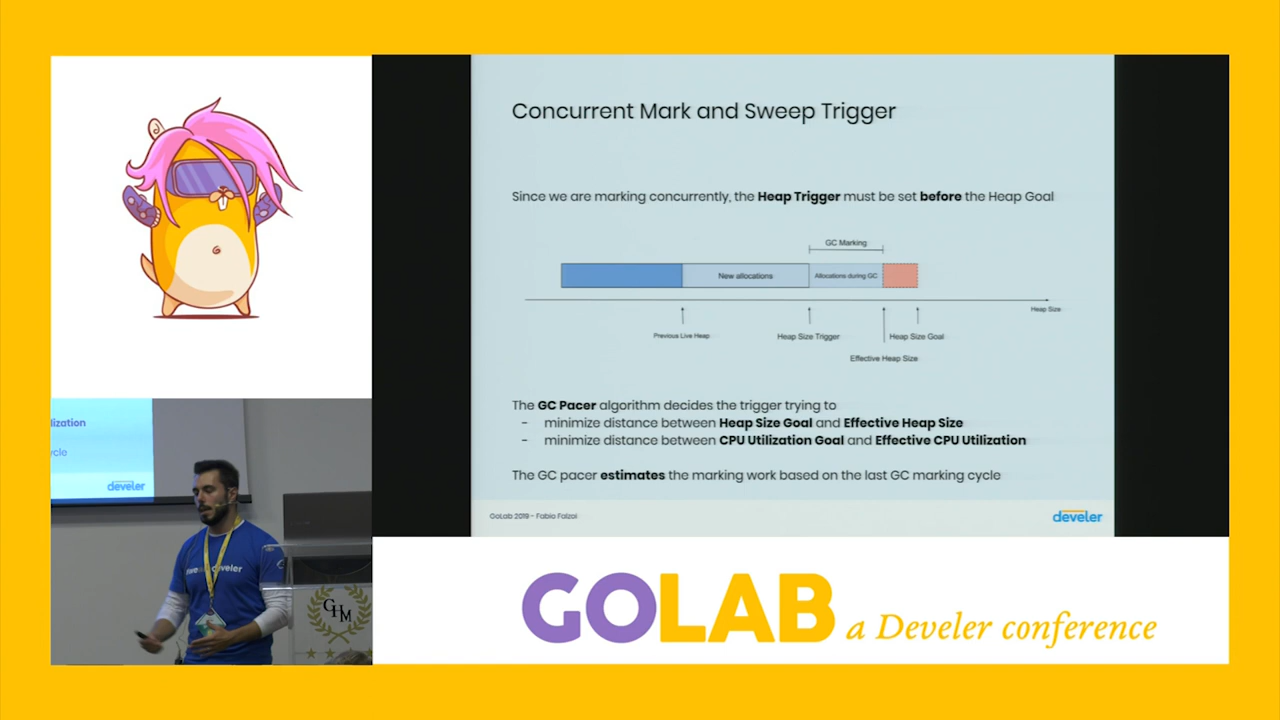 Concurrent Mark and Sweep Trigger
Since we are marking concurrently, the Heap Trigger must be set before the Heap Goal
GC Marking
New allocations
Allocations during GC
Heap Size
Previous Live Heap
Heap Size Trigger
Heap Size Goal
Effective Heap Size
The GC Pacer algorithm decides the trigger trying to
- minimize distance between Heap Size Goal and Effective Heap Size
- minimize distance between CPU Utilization Goal and Effective CPU Utilization
The GC pacer estimates the marking work based on the last GC marking cycle
GoLab 2019 - Fabio Falzoi
develer
lization
ycle
develer
develer
GHM
GOLAB a Develer conference